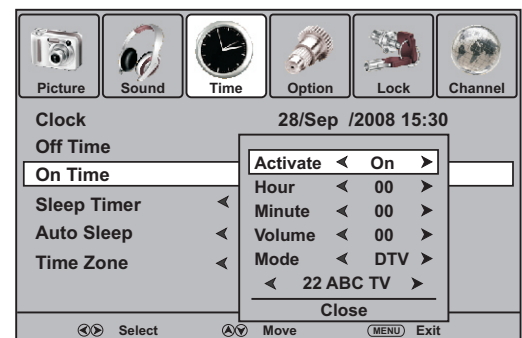 Picture Sound Time Option Lock Channel
Clock 28/Sep /2008 15:30
Off Time
On Time
Sleep Timer
Auto Sleep
Time Zone
Activate On
Hour 00
Minute 00
Volume 00
Mode DTV
22 ABC TV
Close
Select Move MENU Exit